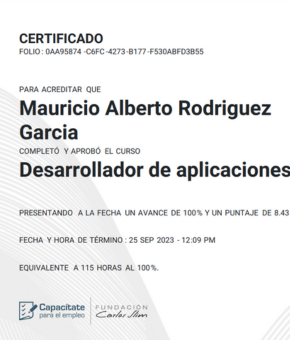 CERTIFICADO
FOLIO : 0AA95874 -C6FC -4273 -B177 -F530ABFD3B55
PARA ACREDITAR QUE
Mauricio Alberto Rodriguez
Garcia
COMPLETÓ Y APROBÓ EL CURSO
Desarrollador de aplicaciones
PRESENTANDO A LA FECHA UN AVANCE DE 100% Y UN PUNTAJE DE 8.43
FECHA Y HORA DE TÉRMINO : 25 SEP 2023 - 12:09 PM
EQUIVALENTE A 115 HORAS AL 100%.
Capacítate
para el empleo
FUNDACIÓN
Carlos Slim